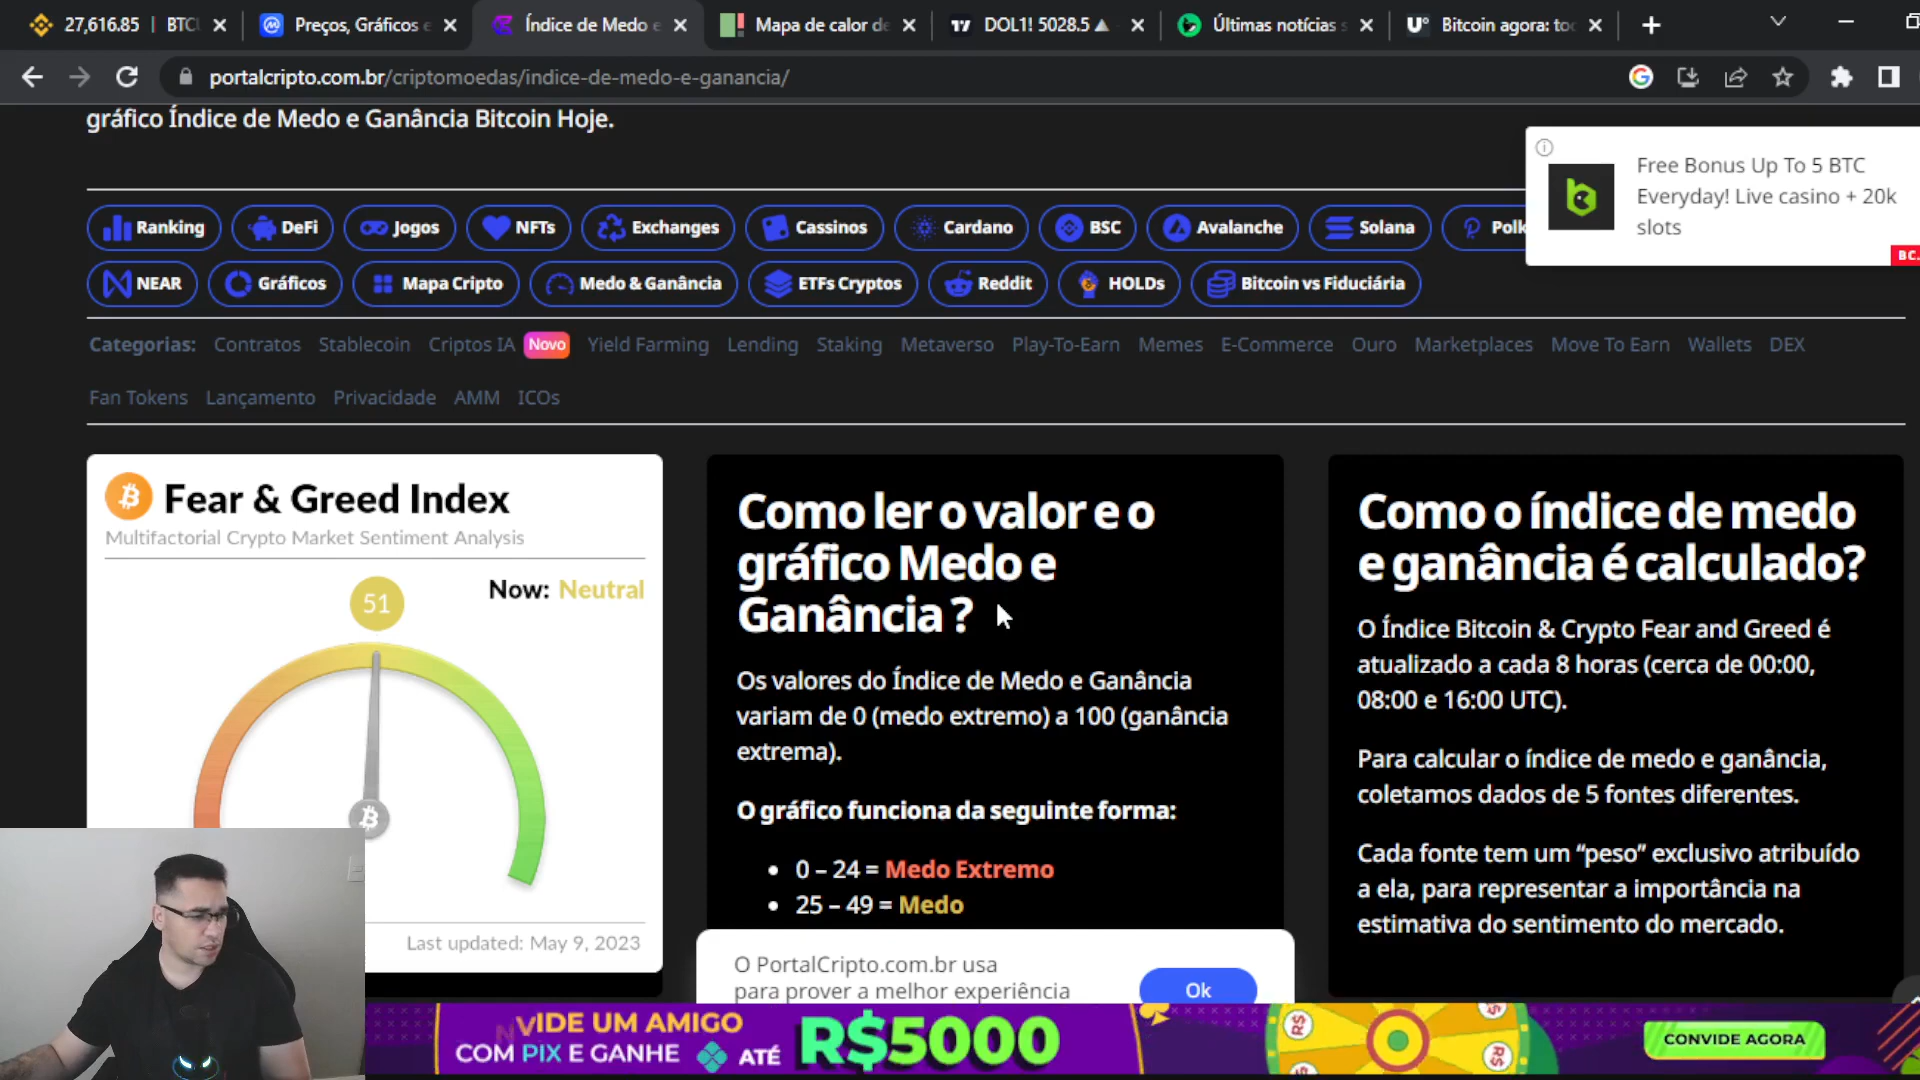 27,616.85 | BTCU
Preços, Gráficos e
Índice de Medo e
Mapa de calor de
DOL1! 5028.5 ▲
Últimas notícias s
Bitcoin agora: toc
portalcripto.com.br/criptomoedas/indice-de-medo-e-ganancia/
gráfico Índice de Medo e Ganância Bitcoin Hoje.
Free Bonus Up To 5 BTC
Everyday! Live casino + 20k
slots
BC.
Ranking DeFi Jogos NFTs Exchanges Cassinos Cardano BSC Avalanche Solana Polk
NEAR Gráficos Mapa Cripto Medo & Ganância ETFs Cryptos Reddit HOLDs Bitcoin vs Fiduciária
Categorias: Contratos Stablecoin Criptos IA Novo Yield Farming Lending Staking Metaverso Play-To-Earn Memes E-Commerce Ouro Marketplaces Move To Earn Wallets DEX
Fan Tokens Lançamento Privacidade AMM ICOs
Fear & Greed Index
Multifactorial Crypto Market Sentiment Analysis
Now: Neutral
51
Last updated: May 9, 2023
Como ler o valor e o
gráfico Medo e
Ganância ?
Os valores do Índice de Medo e Ganância
variam de 0 (medo extremo) a 100 (ganância
extrema).
O gráfico funciona da seguinte forma:
• 0 – 24 = Medo Extremo
• 25 – 49 = Medo
Como o índice de medo
e ganância é calculado?
O Índice Bitcoin & Crypto Fear and Greed é
atualizado a cada 8 horas (cerca de 00:00,
08:00 e 16:00 UTC).
Para calcular o índice de medo e ganância,
coletamos dados de 5 fontes diferentes.
Cada fonte tem um “peso” exclusivo atribuído
a ela, para representar a importância na
estimativa do sentimento do mercado.
O PortalCripto.com.br usa
para prover a melhor experiência
Ok
VIDE UM AMIGO
COM PIX E GANHE ATÉ R$5000
R$
R$
R$
CONVIDE AGORA